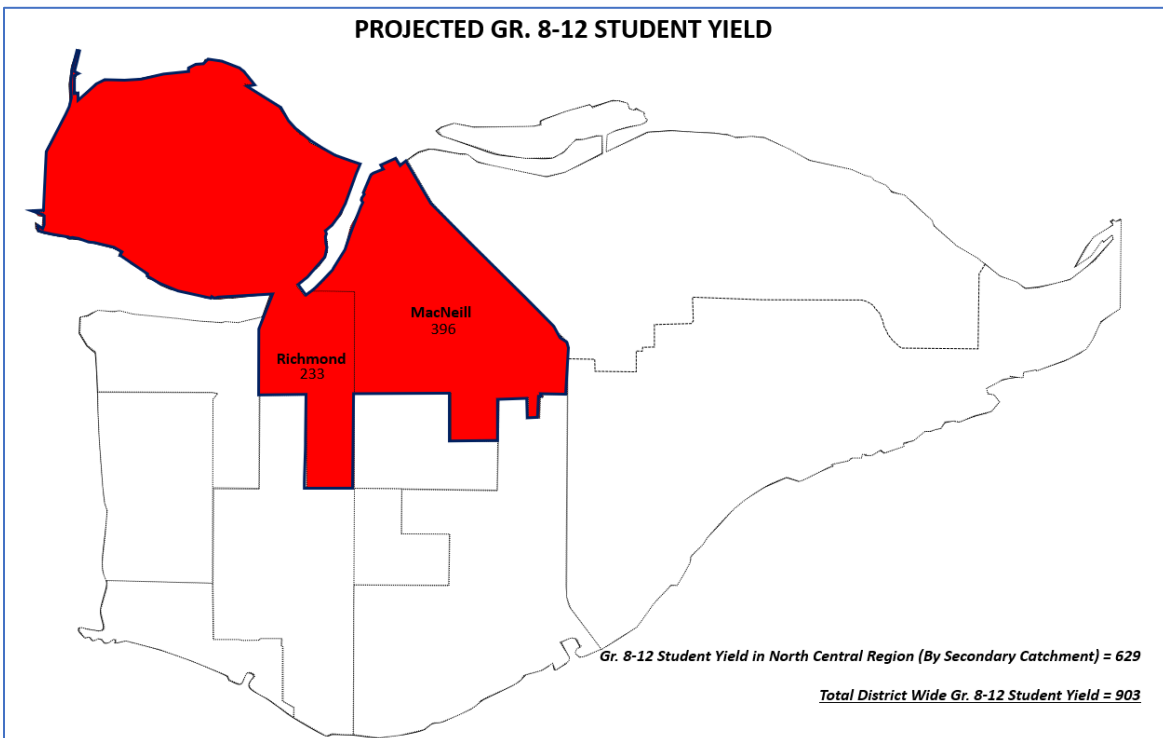 PROJECTED GR. 8-12 STUDENT YIELD
MacNeill
396
Richmond
233
Gr. 8-12 Student Yield in North Central Region (By Secondary Catchment) = 629
Total District Wide Gr. 8-12 Student Yield = 903